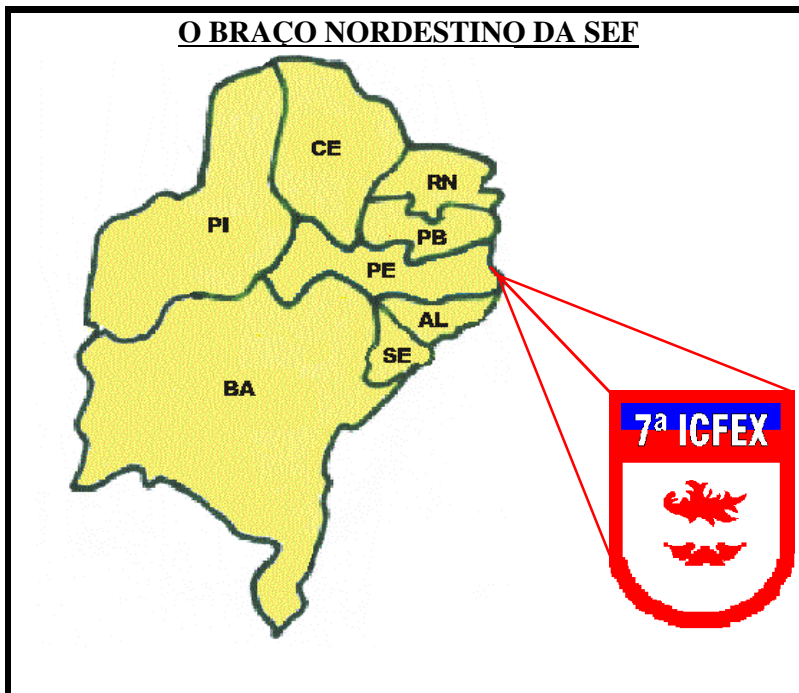 O BRAÇO NORDESTINO DA SEF
CE
RN
PI
PB
PE
AL
SE
BA
7ª ICFEX